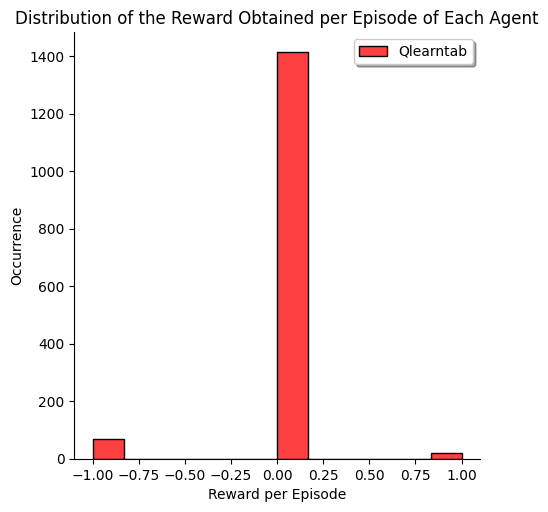 Distribution of the Reward Obtained per Episode of Each Agent
Qlearntab
1400
1200
1000
800
600
400
200
0
Occurrence
−1.00 −0.75 −0.50 −0.25 0.00 0.25 0.50 0.75 1.00
Reward per Episode